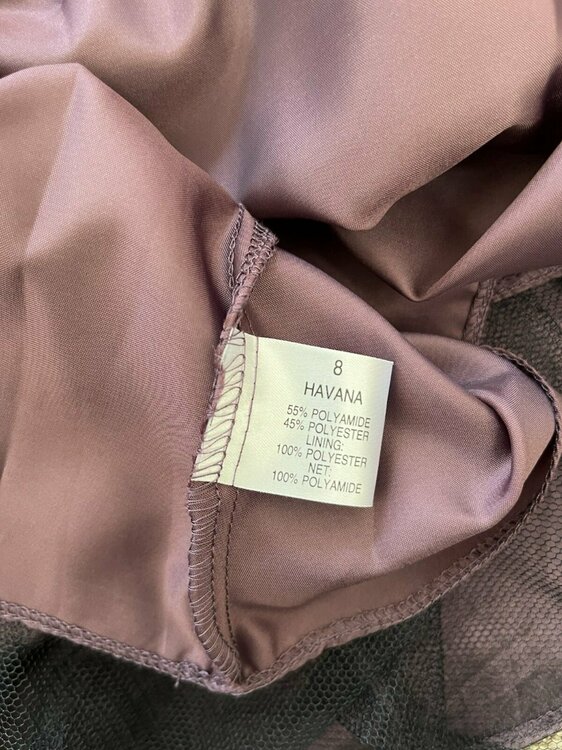 8
HAVANA
55% POLYAMIDE
45% POLYESTER
LINING:
100% POLYESTER
NET:
100% POLYAMIDE